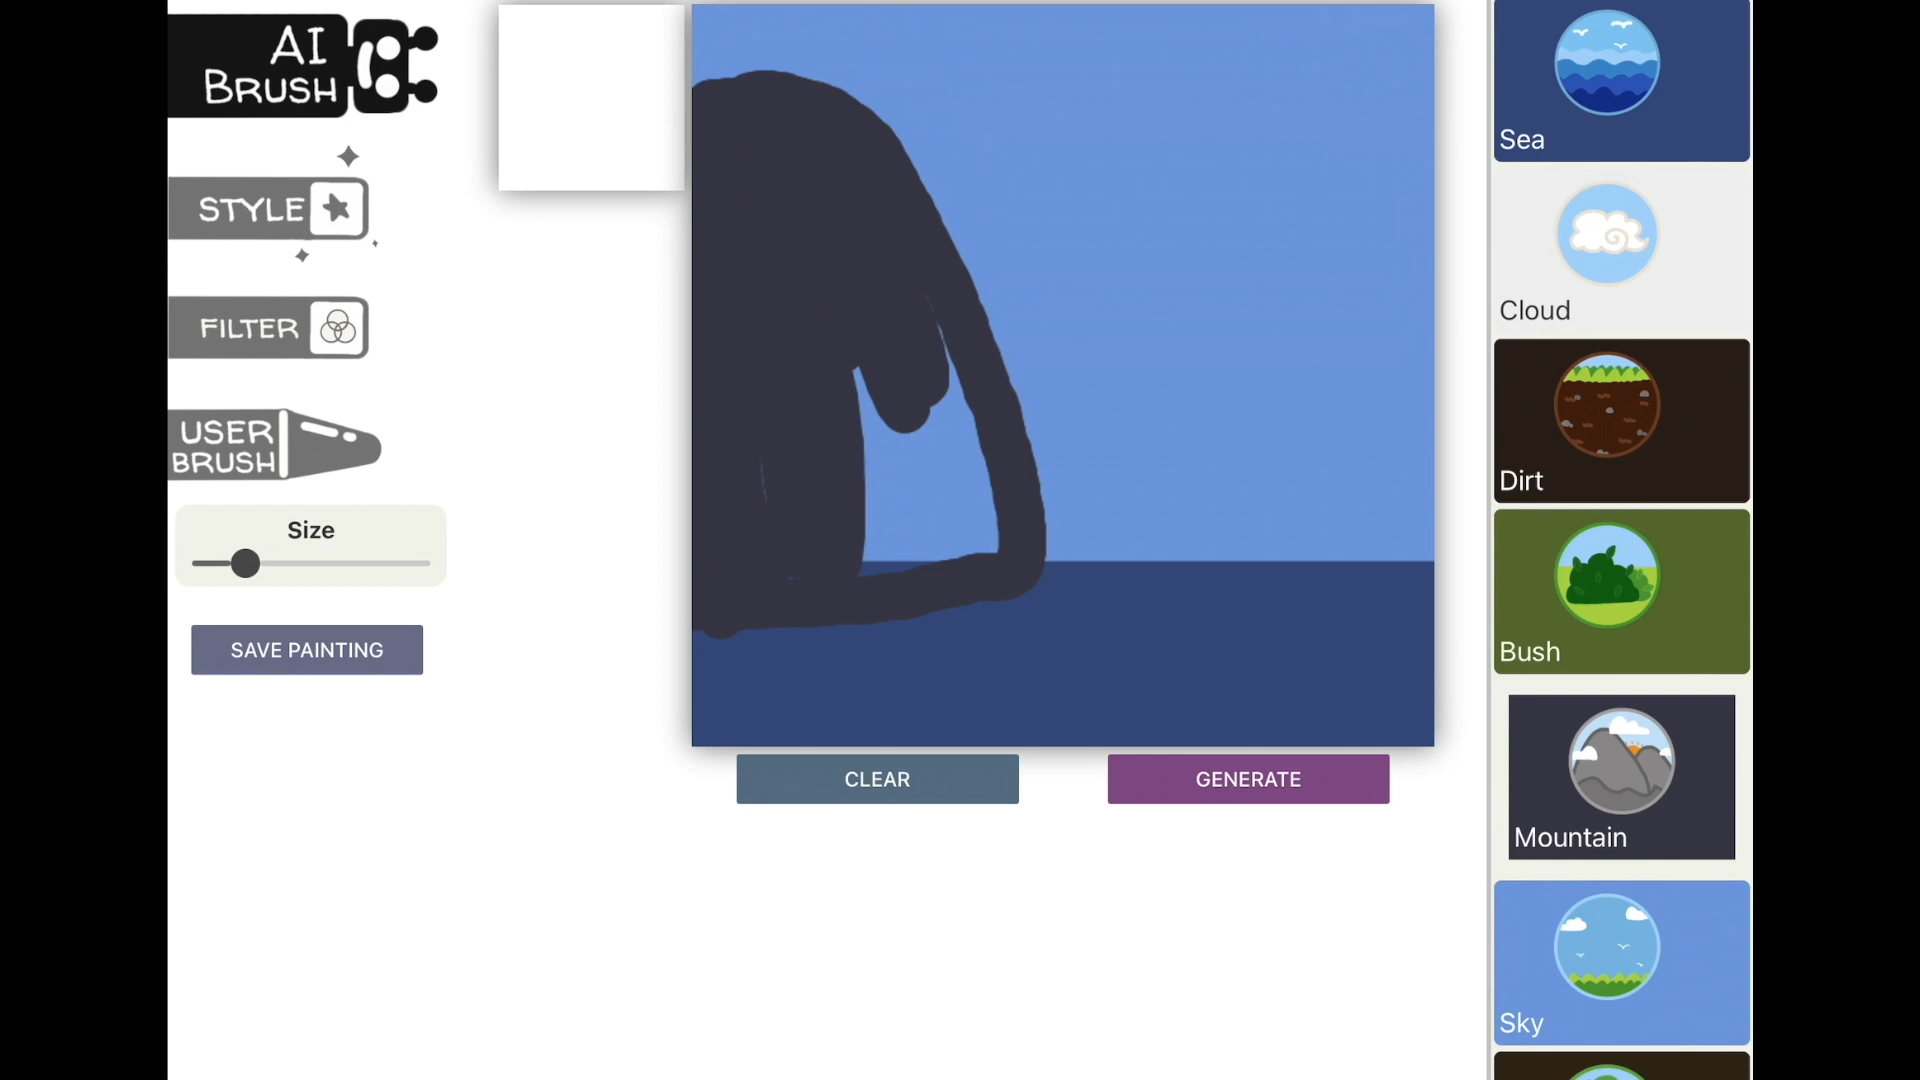 AI
BRUSH
STYLE
FILTER
USER
BRUSH
Size
SAVE PAINTING
CLEAR
GENERATE
Sea
Cloud
Dirt
Bush
Mountain
Sky